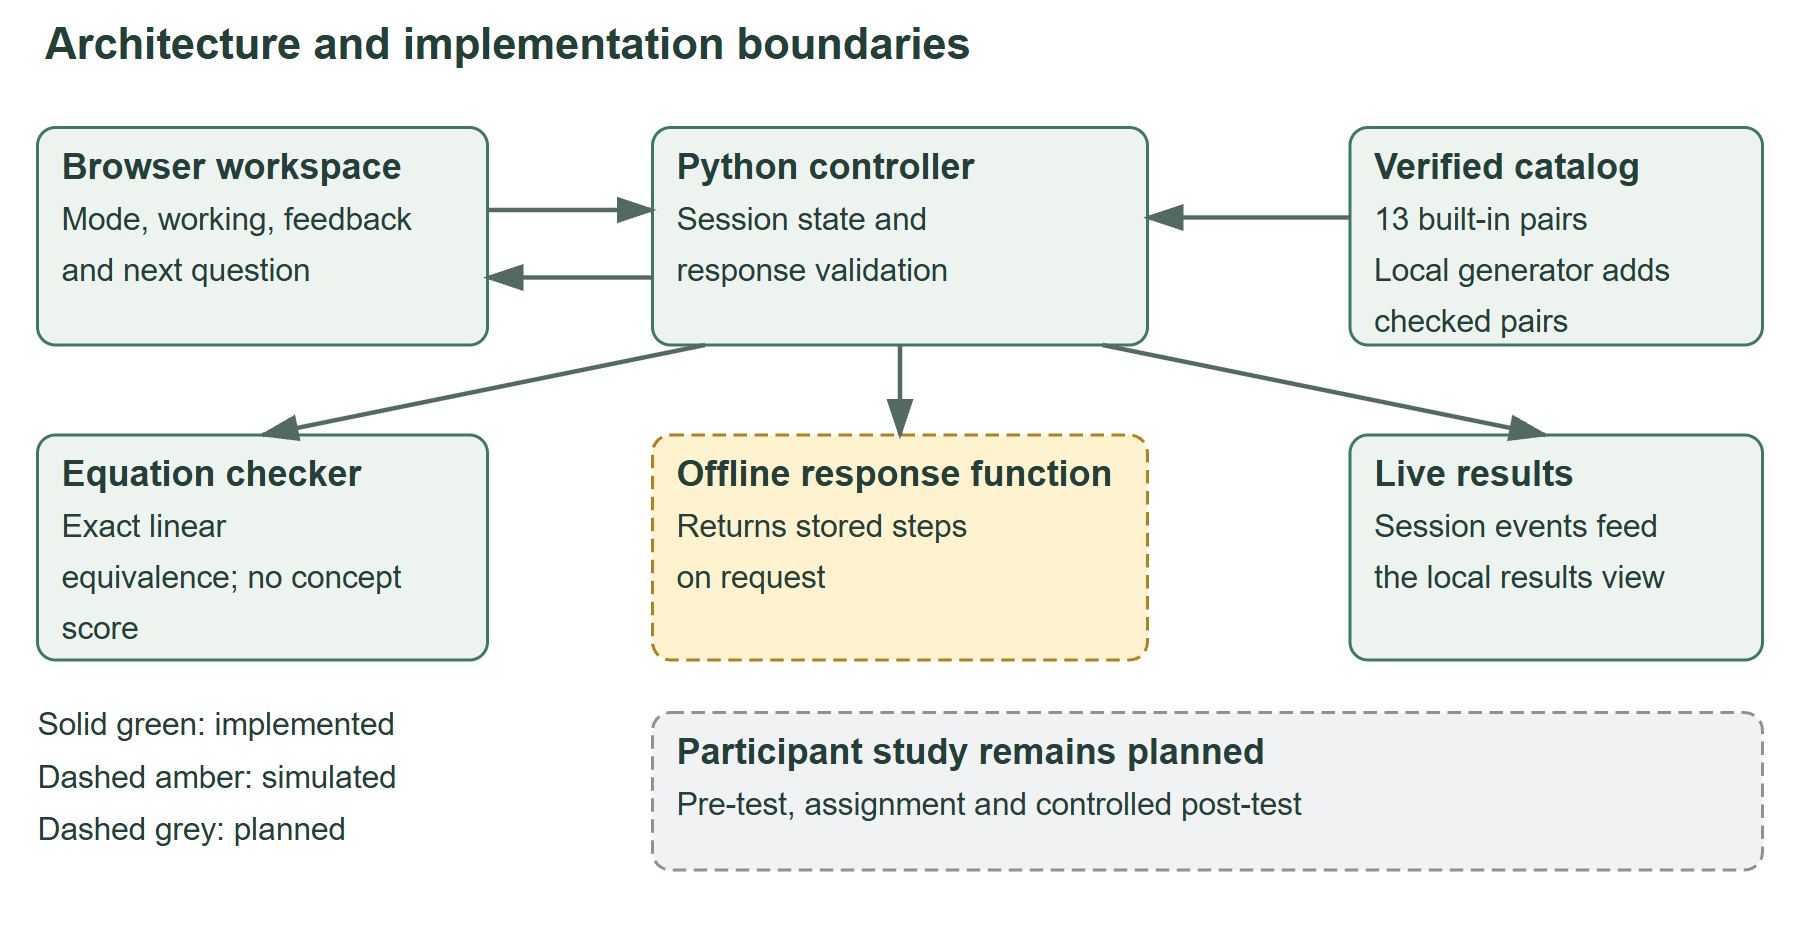 Architecture and implementation boundaries
Browser workspace
Mode, working, feedback
and next question
Python controller
Session state and
response validation
Verified catalog
13 built-in pairs
Local generator adds
checked pairs
Equation checker
Exact linear
equivalence; no concept
score
Offline response function
Returns stored steps
on request
Live results
Session events feed
the local results view
Solid green: implemented
Dashed amber: simulated
Dashed grey: planned
Participant study remains planned
Pre-test, assignment and controlled post-test